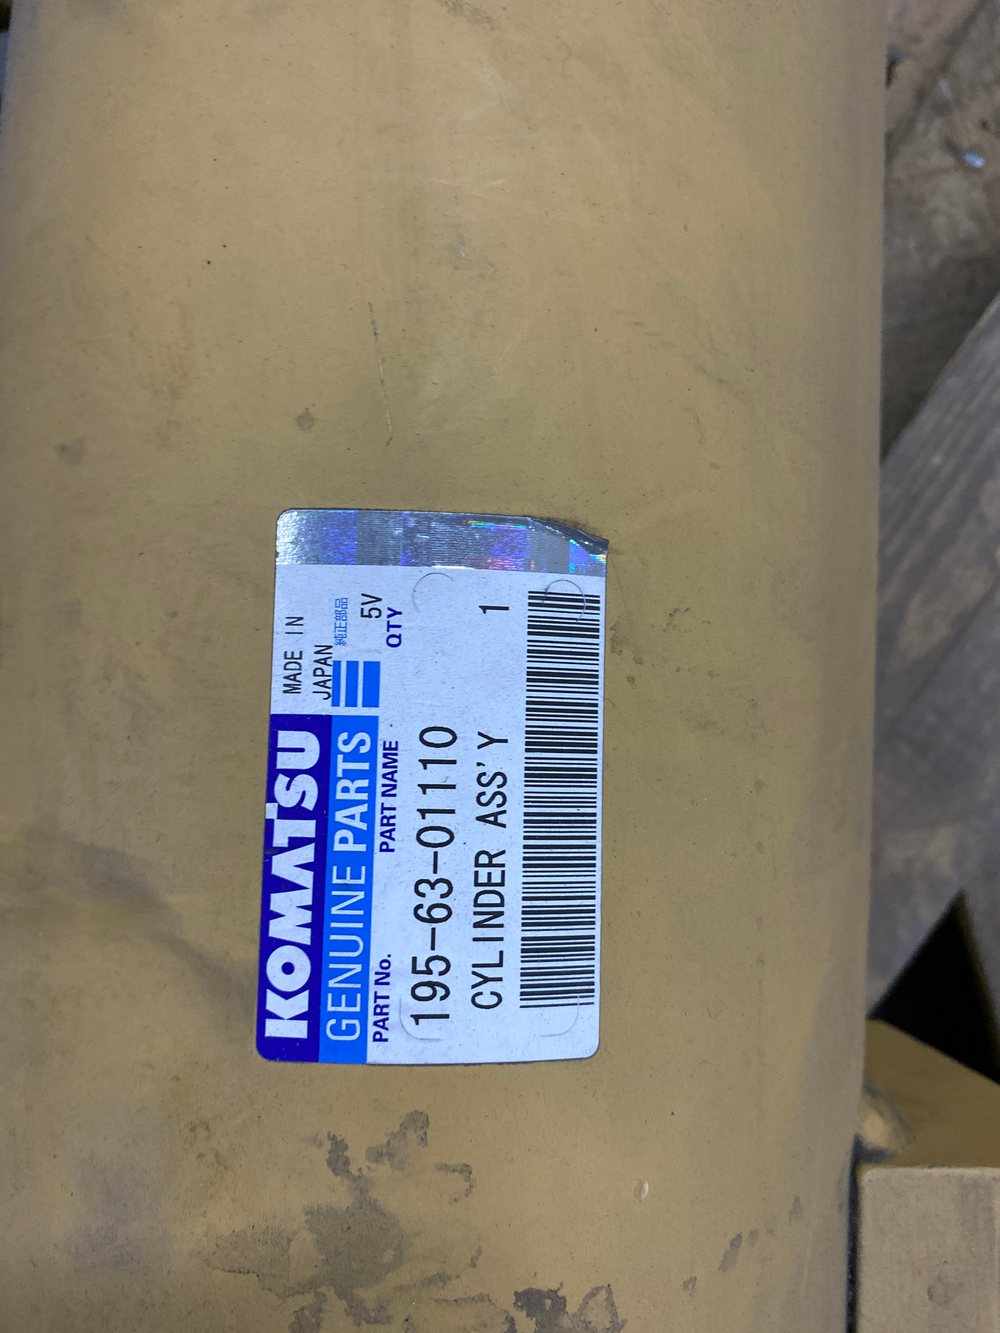 KOMATSU
MADE IN
JAPAN
GENUINE PARTS
純正部品
5V
PART No.
PART NAME
QTY
195-63-01110
CYLINDER ASS'Y
1